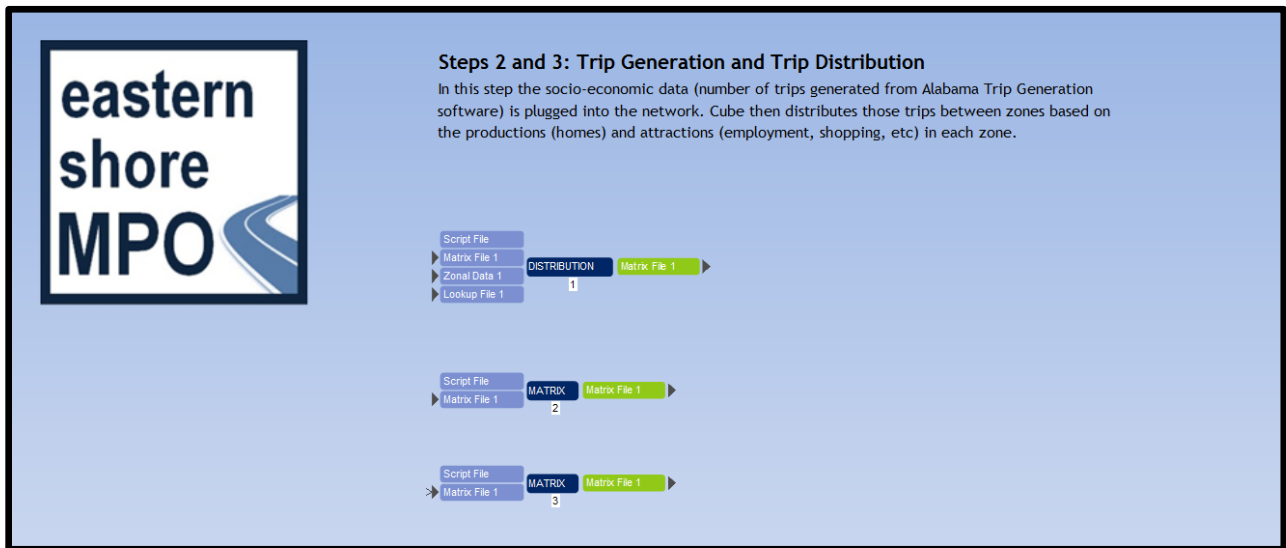 eastern
shore
MPO
Steps 2 and 3: Trip Generation and Trip Distribution
In this step the socio-economic data (number of trips generated from Alabama Trip Generation
software) is plugged into the network. Cube then distributes those trips between zones based on
the productions (homes) and attractions (employment, shopping, etc) in each zone.
Script File
Matrix File 1
Zonal Data 1
Lookup File 1
DISTRIBUTION
1
Matrix File 1
Script File
Matrix File 1
MATRIX
2
Matrix File 1
Script File
Matrix File 1
MATRIX
3
Matrix File 1